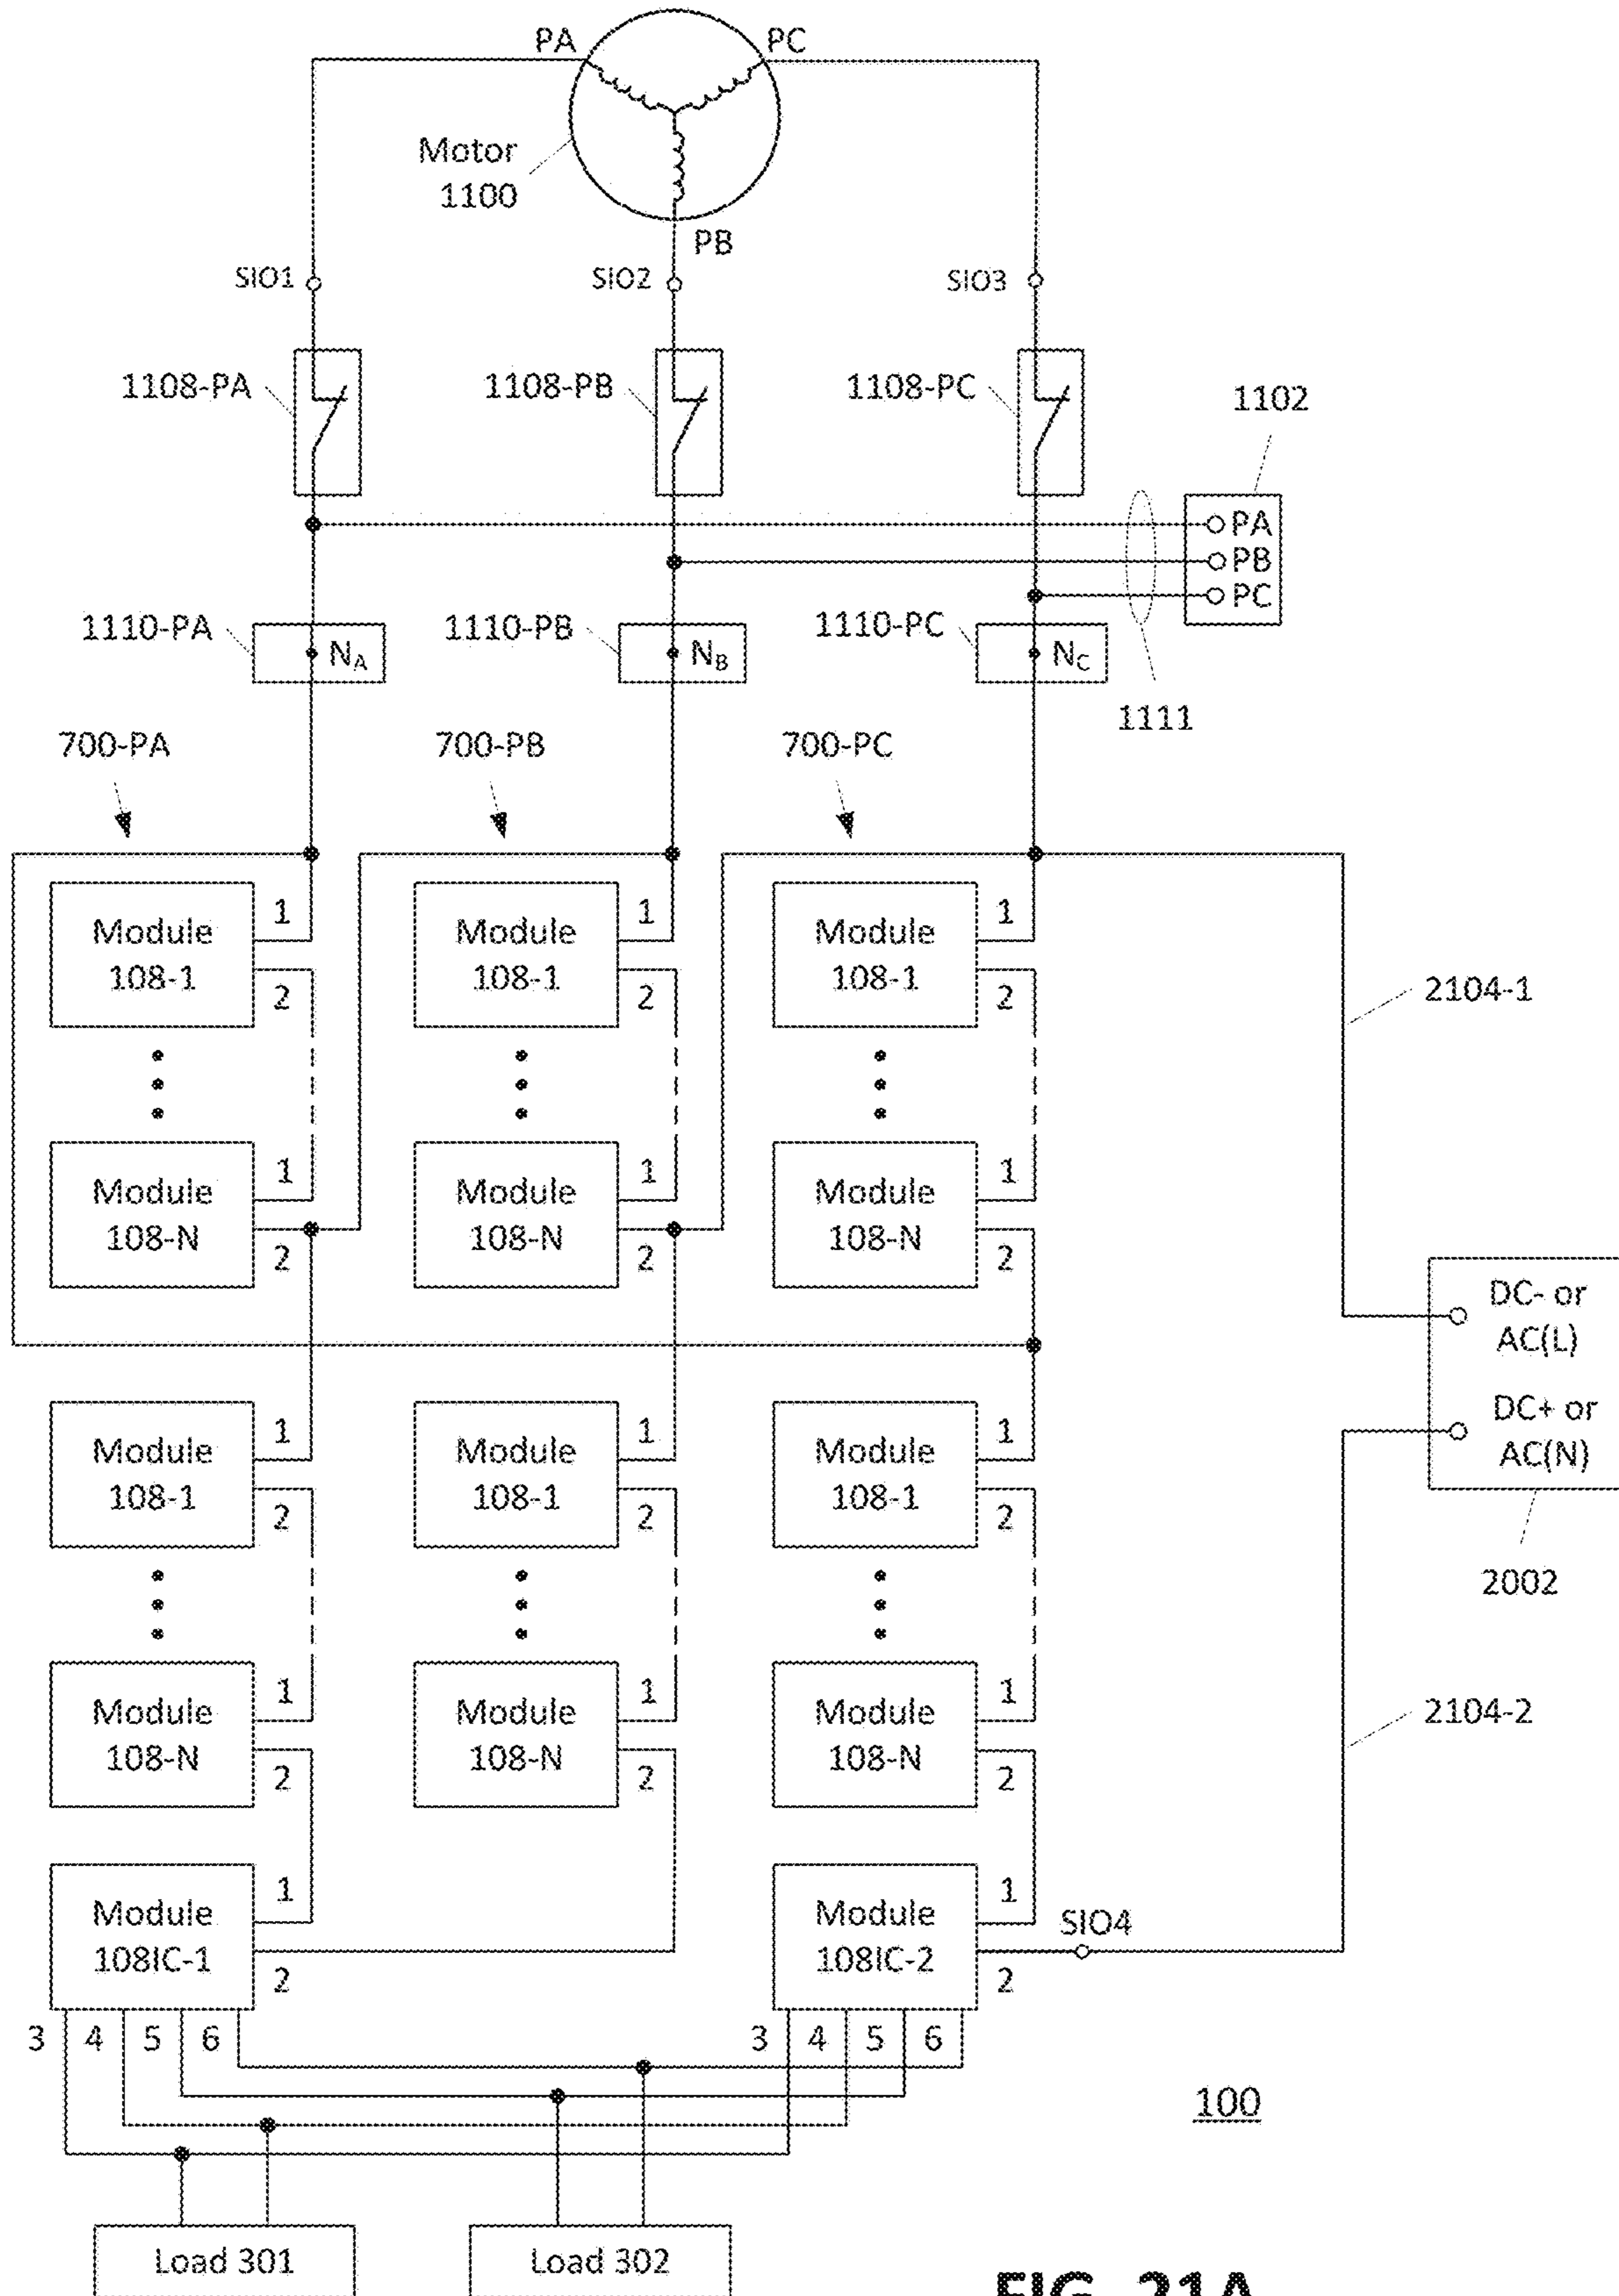 PA
PC
Motor
1100
PB
SIO1
SIO2
SIO3
1108-PA
1108-PB
1108-PC
1102
PA
PB
PC
1110-PA
NA
1110-PB
NB
1110-PC
NC
1111
700-PA
700-PB
700-PC
Module
108-1
1
2
Module
108-1
1
2
Module
108-1
1
2
2104-1
Module
108-N
1
2
Module
108-N
1
2
Module
108-N
1
2
DC- or
AC(L)
DC+ or
AC(N)
2002
Module
108-1
1
2
Module
108-1
1
2
Module
108-1
1
2
Module
108-N
1
2
Module
108-N
1
2
Module
108-N
1
2
2104-2
Module
108IC-1
1
2
3
4
5
6
Module
108IC-2
1
2
SIO4
3
4
5
6
100
Load 301
Load 302
FIG. 21A